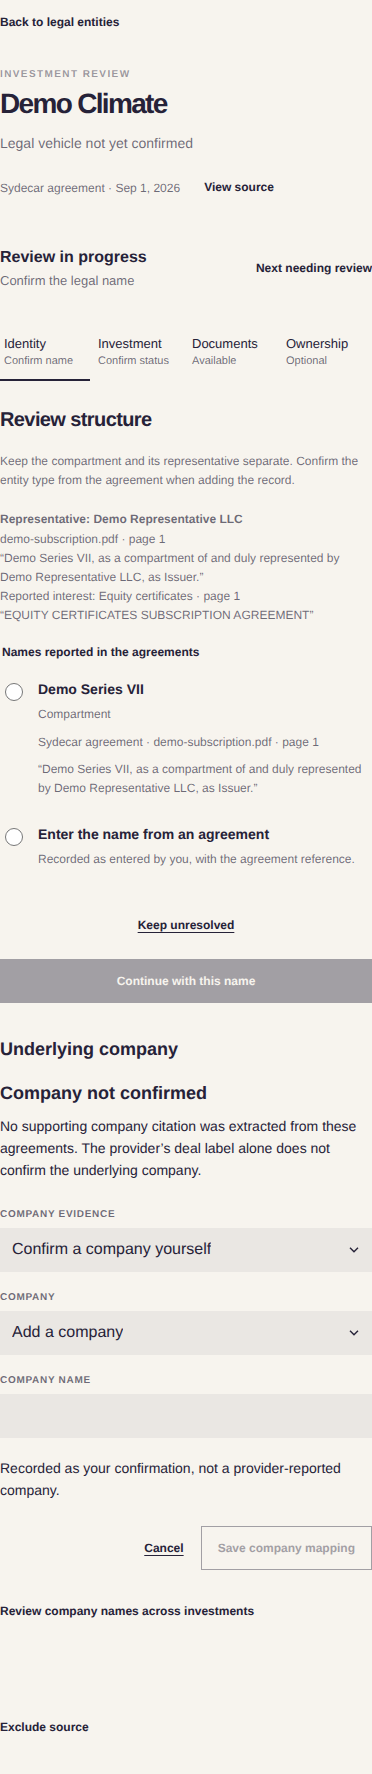 Back to legal entities
INVESTMENT REVIEW
Demo Climate
Legal vehicle not yet confirmed
Sydecar agreement · Sep 1, 2026 View source
Review in progress
Confirm the legal name
Next needing review
Identity Investment Documents Ownership
Confirm name Confirm status Available Optional
Review structure
Keep the compartment and its representative separate. Confirm the
entity type from the agreement when adding the record.
Representative: Demo Representative LLC
demo-subscription.pdf · page 1
“Demo Series VII, as a compartment of and duly represented by
Demo Representative LLC, as Issuer.”
Reported interest: Equity certificates · page 1
“EQUITY CERTIFICATES SUBSCRIPTION AGREEMENT”
Names reported in the agreements
Demo Series VII
Compartment
Sydecar agreement · demo-subscription.pdf · page 1
“Demo Series VII, as a compartment of and duly represented
by Demo Representative LLC, as Issuer.”
Enter the name from an agreement
Recorded as entered by you, with the agreement reference.
Keep unresolved
Continue with this name
Underlying company
Company not confirmed
No supporting company citation was extracted from these
agreements. The provider’s deal label alone does not
confirm the underlying company.
COMPANY EVIDENCE
Confirm a company yourself
COMPANY
Add a company
COMPANY NAME
Recorded as your confirmation, not a provider-reported
company.
Cancel Save company mapping
Review company names across investments
Exclude source